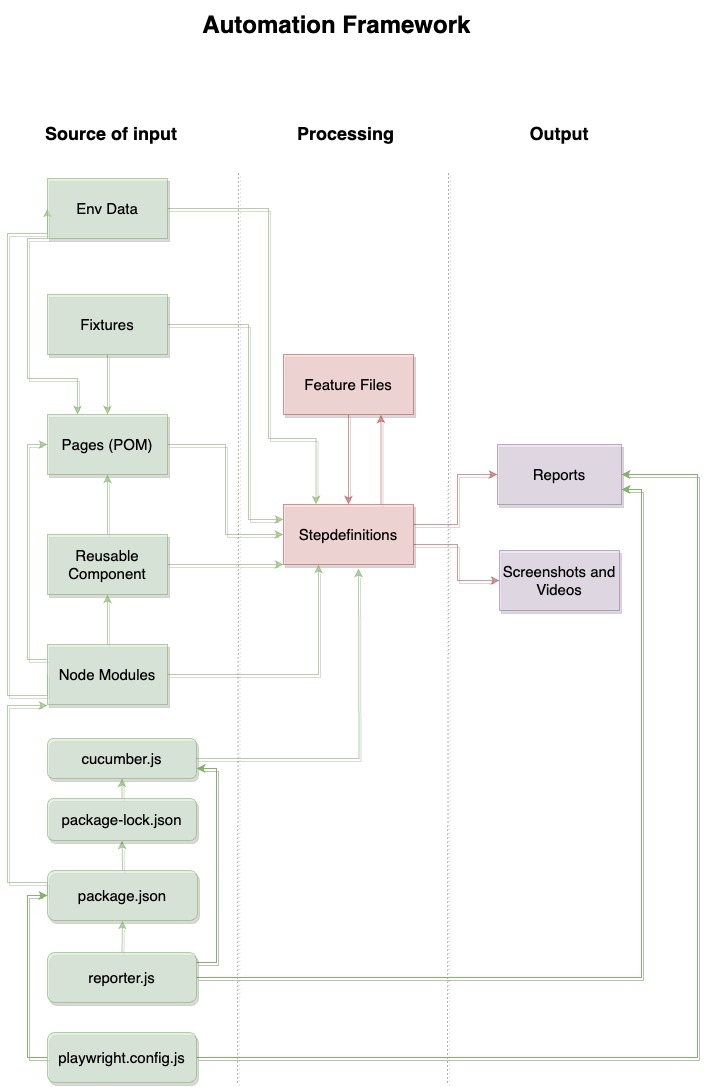 Automation Framework
Source of input
Processing
Output
Env Data
Fixtures
Feature Files
Pages (POM)
Reports
Stepdefinitions
Reusable
Component
Screenshots and
Videos
Node Modules
cucumber.js
package-lock.json
package.json
reporter.js
playwright.config.js